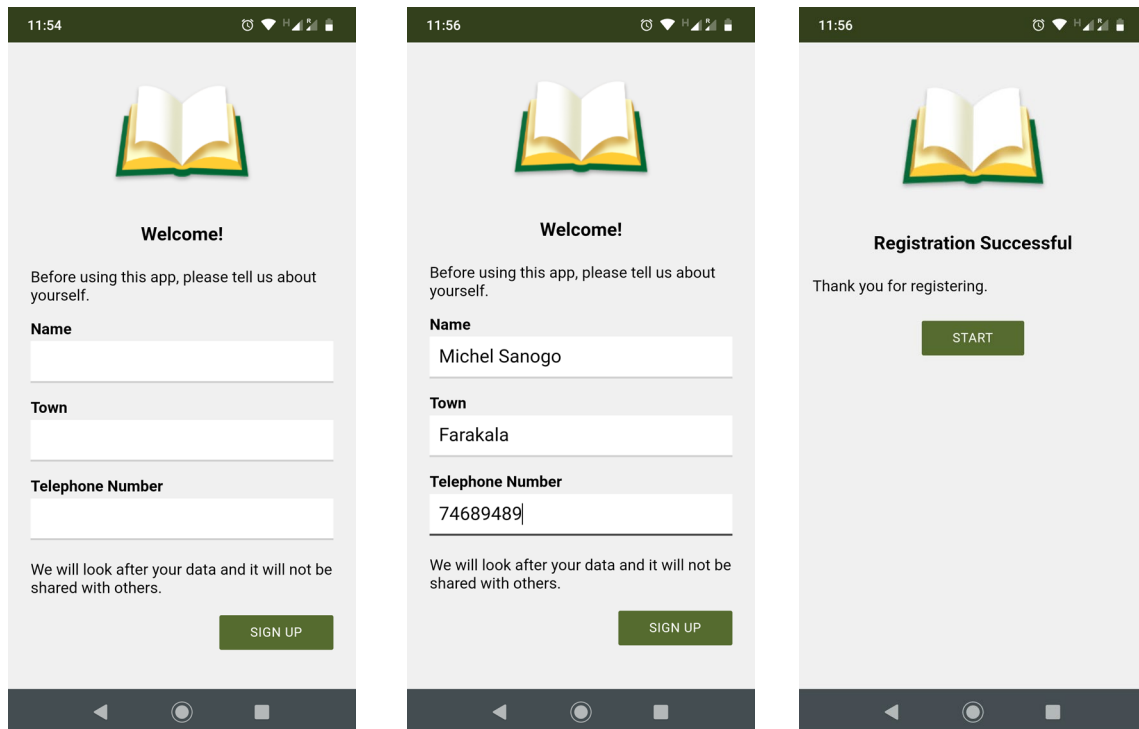 11:54
H R
Welcome!
Before using this app, please tell us about
yourself.
Name
Town
Telephone Number
We will look after your data and it will not be
shared with others.
SIGN UP
11:56
H R
Welcome!
Before using this app, please tell us about
yourself.
Name
Michel Sanogo
Town
Farakala
Telephone Number
74689489
We will look after your data and it will not be
shared with others.
SIGN UP
11:56
H R
Registration Successful
Thank you for registering.
START